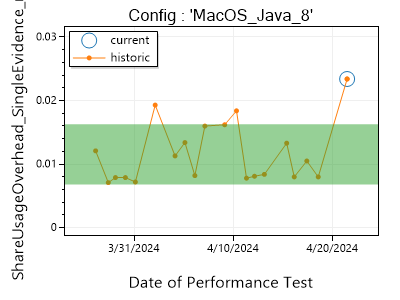 Config : 'MacOS_Java_8'
ShareUsageOverhead_SingleEvidence_
current
historic
0.03
0.02
0.01
0
3/31/2024
4/10/2024
4/20/2024
Date of Performance Test